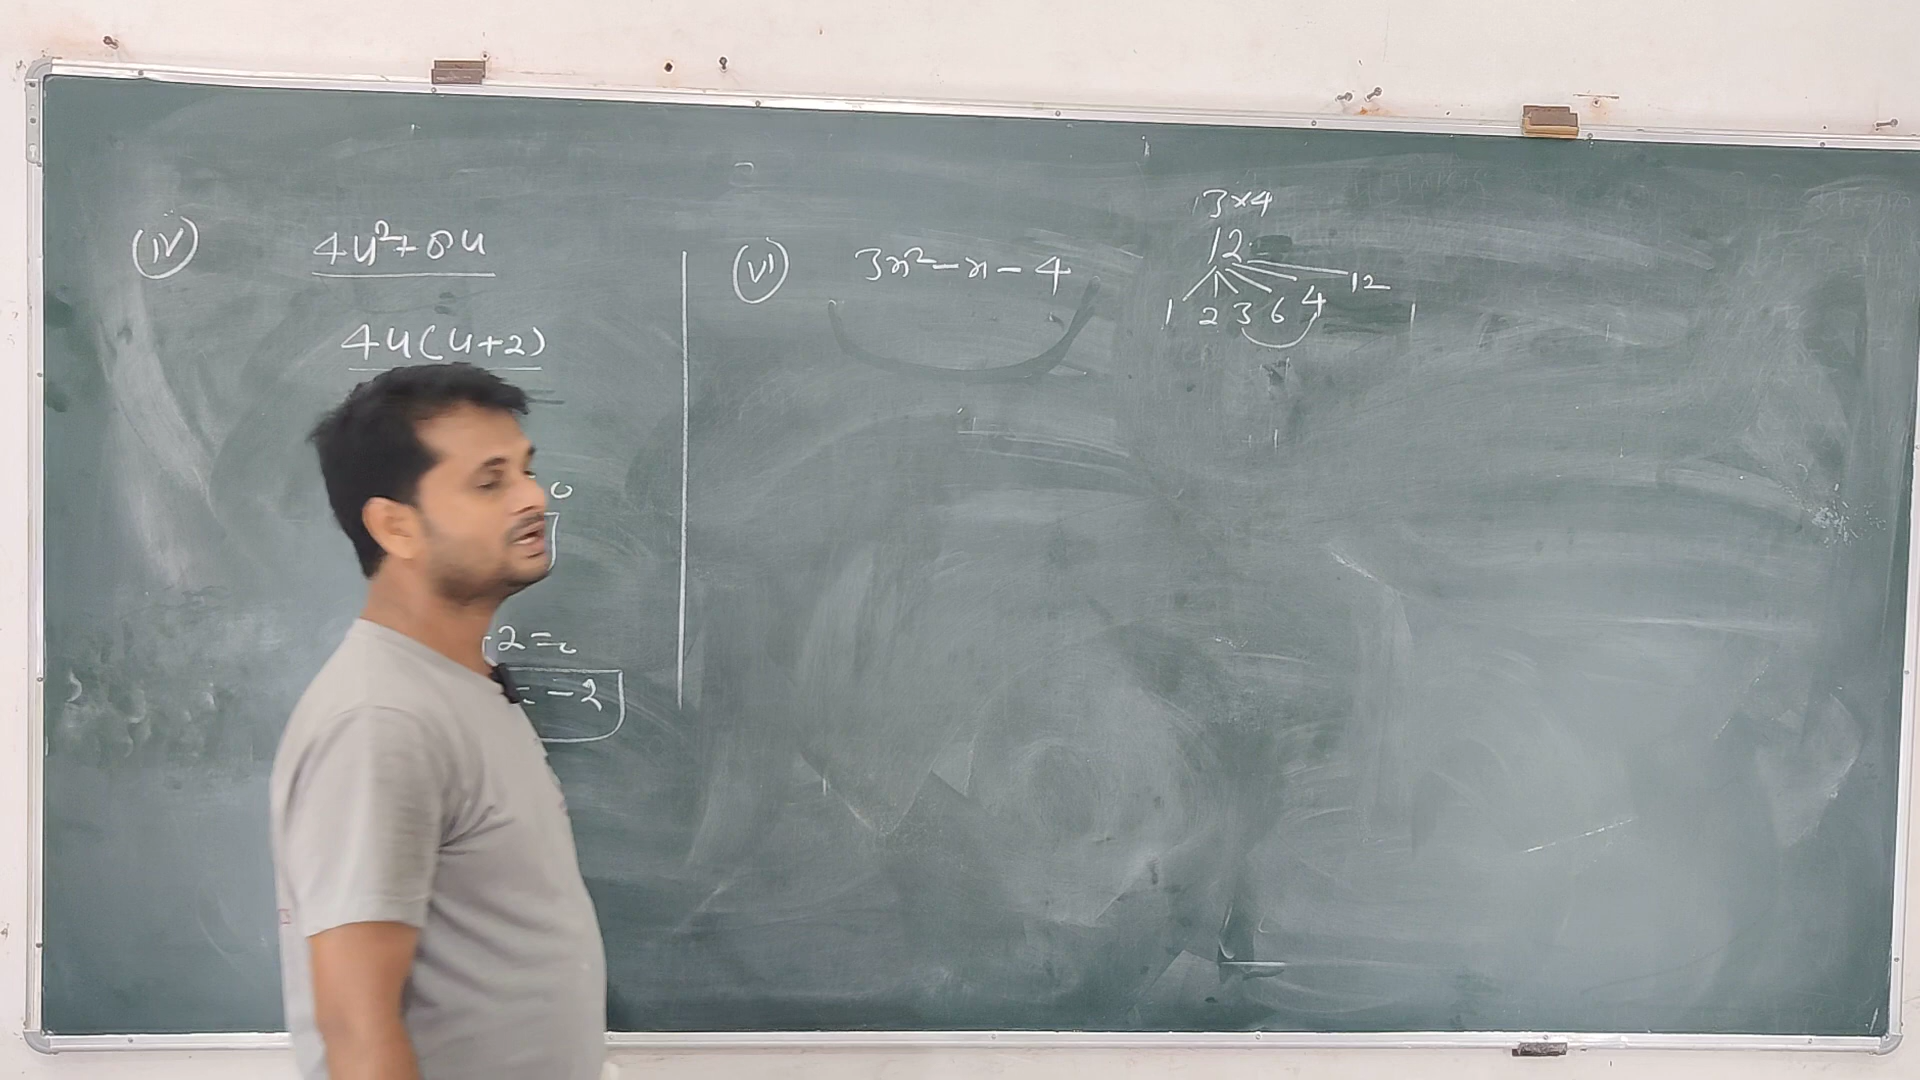 (iv) 4u²+8u
4u(u+2)
0
+2=0
= -2
(vi) 3x²-x-4
3×4
12
1 2 3 6 4 12